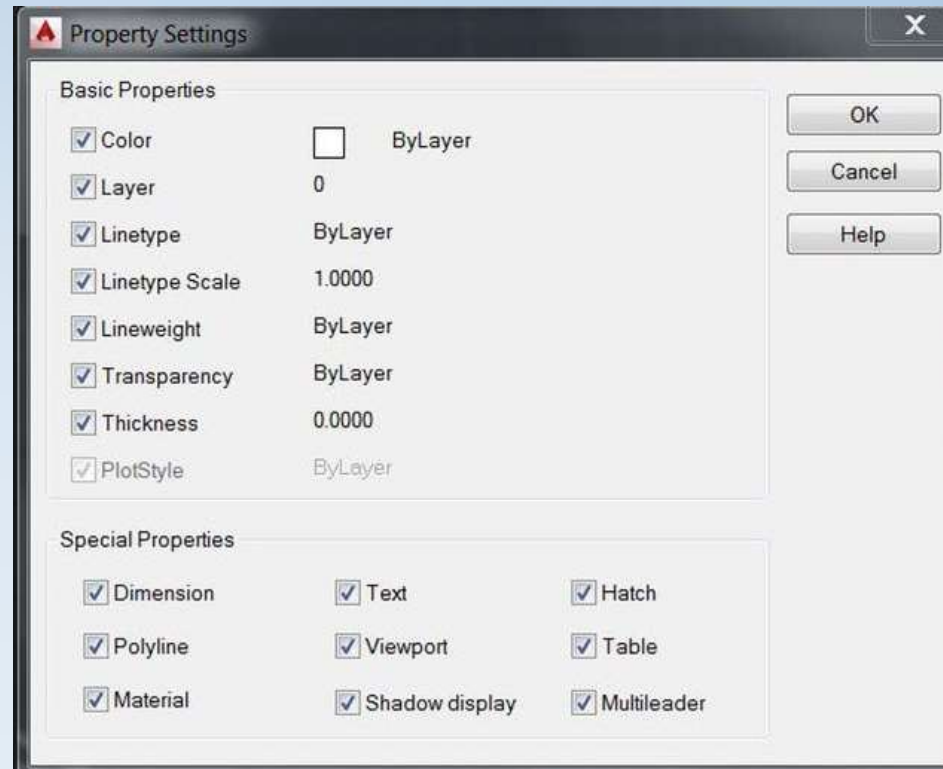 Property Settings
X
Basic Properties
OK
Color ByLayer
Cancel
Layer 0
Linetype ByLayer
Help
Linetype Scale 1.0000
Lineweight ByLayer
Transparency ByLayer
Thickness 0.0000
PlotStyle ByLayer
Special Properties
Dimension Text Hatch
Polyline Viewport Table
Material Shadow display Multileader